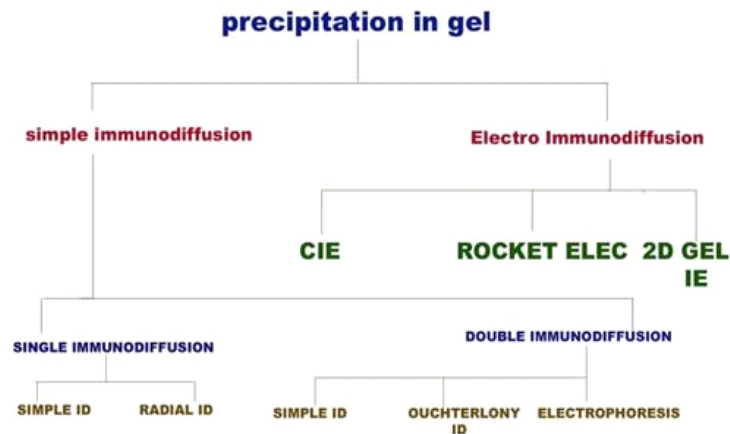 precipitation in gel
simple immunodiffusion
Electro Immunodiffusion
CIE
ROCKET ELEC
2D GEL
IE
SINGLE IMMUNODIFFUSION
DOUBLE IMMUNODIFFUSION
SIMPLE ID
RADIAL ID
SIMPLE ID
OUCHTERLONY
ID
ELECTROPHORESIS